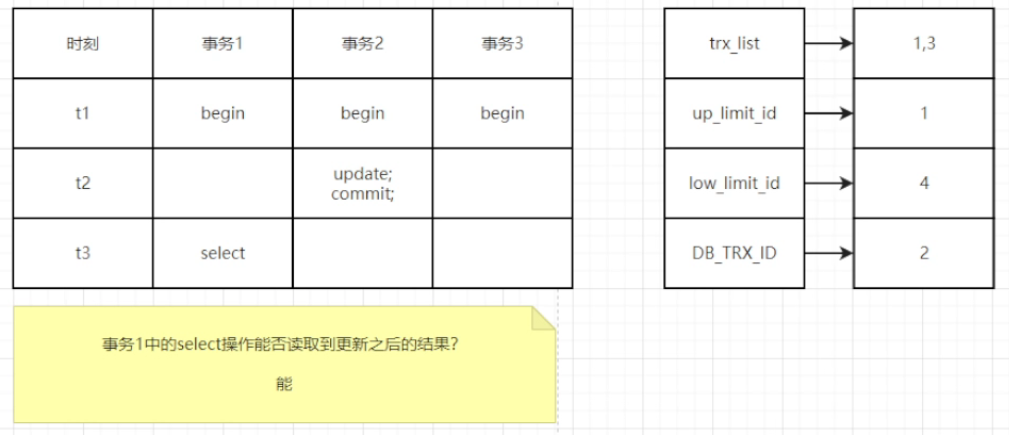 时刻 事务1 事务2 事务3
t1 begin begin begin
t2 update;
commit;
t3 select
trx_list 1,3
up_limit_id 1
low_limit_id 4
DB_TRX_ID 2
事务1中的select操作能否读取到更新之后的结果?
能